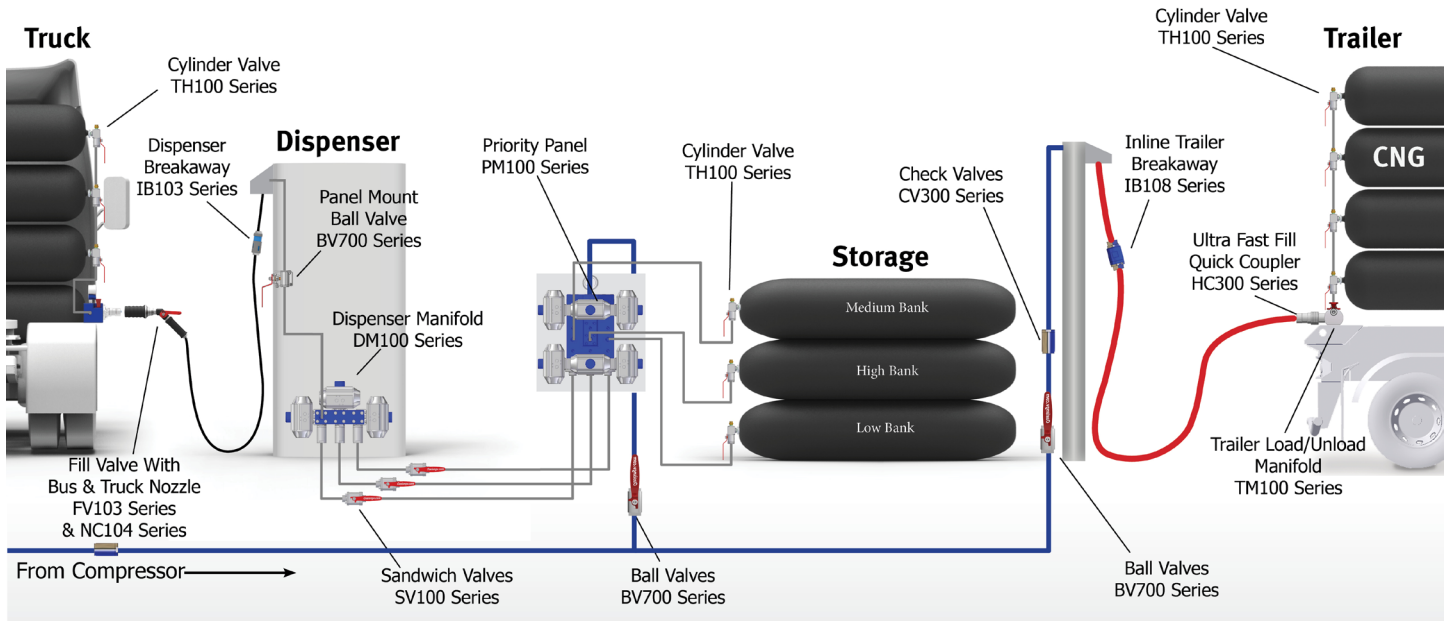 Truck
Cylinder Valve
TH100 Series
Dispenser
Breakaway
IB103 Series
Dispenser
Panel Mount
Ball Valve
BV700 Series
Dispenser Manifold
DM100 Series
Fill Valve With
Bus & Truck Nozzle
FV103 Series
& NC104 Series
From Compressor
Sandwich Valves
SV100 Series
Priority Panel
PM100 Series
Ball Valves
BV700 Series
Cylinder Valve
TH100 Series
Storage
Medium Bank
High Bank
Low Bank
Check Valves
CV300 Series
Inline Trailer
Breakaway
IB108 Series
Ultra Fast Fill
Quick Coupler
HC300 Series
Cylinder Valve
TH100 Series
Trailer
CNG
Trailer Load/Unload
Manifold
TM100 Series
Ball Valves
BV700 Series